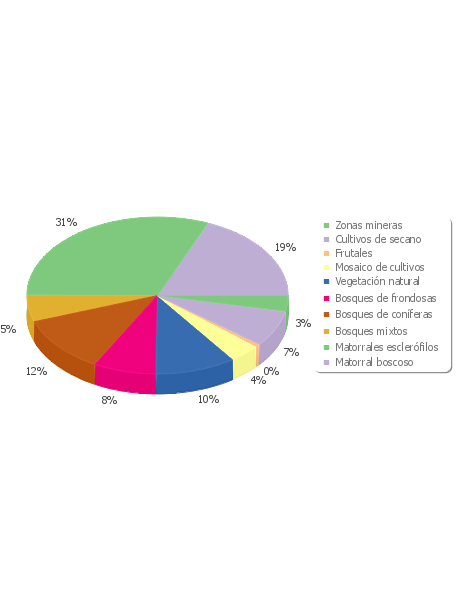 31%
19%
3%
7%
0%
4%
10%
8%
12%
5%
Zonas mineras
Cultivos de secano
Frutales
Mosaico de cultivos
Vegetación natural
Bosques de frondosas
Bosques de coníferas
Bosques mixtos
Matorrales esclerófilos
Matorral boscoso